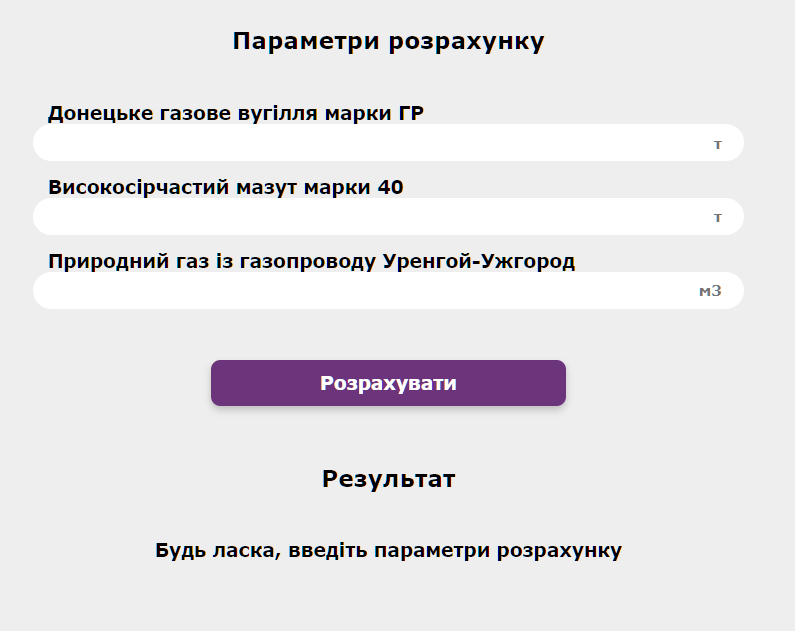 Параметри розрахунку
Донецьке газове вугілля марки ГР
т
Високосірчастий мазут марки 40
т
Природний газ із газопроводу Уренгой-Ужгород
м3
Розрахувати
Результат
Будь ласка, введіть параметри розрахунку